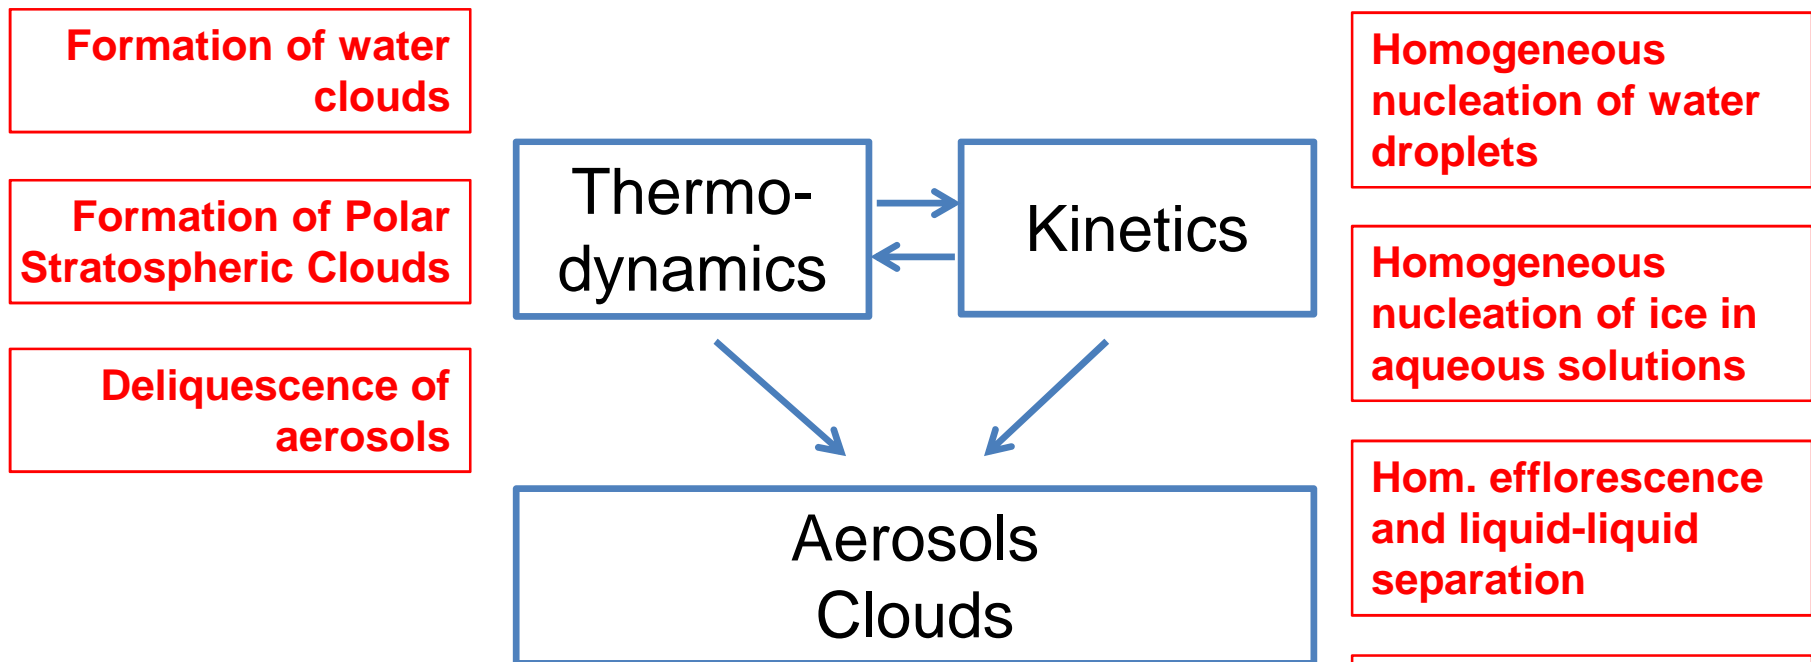 Formation of water
clouds
Formation of Polar
Stratospheric Clouds
Deliquescence of
aerosols
Thermo-
dynamics
Kinetics
Aerosols
Clouds
Homogeneous
nucleation of water
droplets
Homogeneous
nucleation of ice in
aqueous solutions
Hom. efflorescence
and liquid-liquid
separation